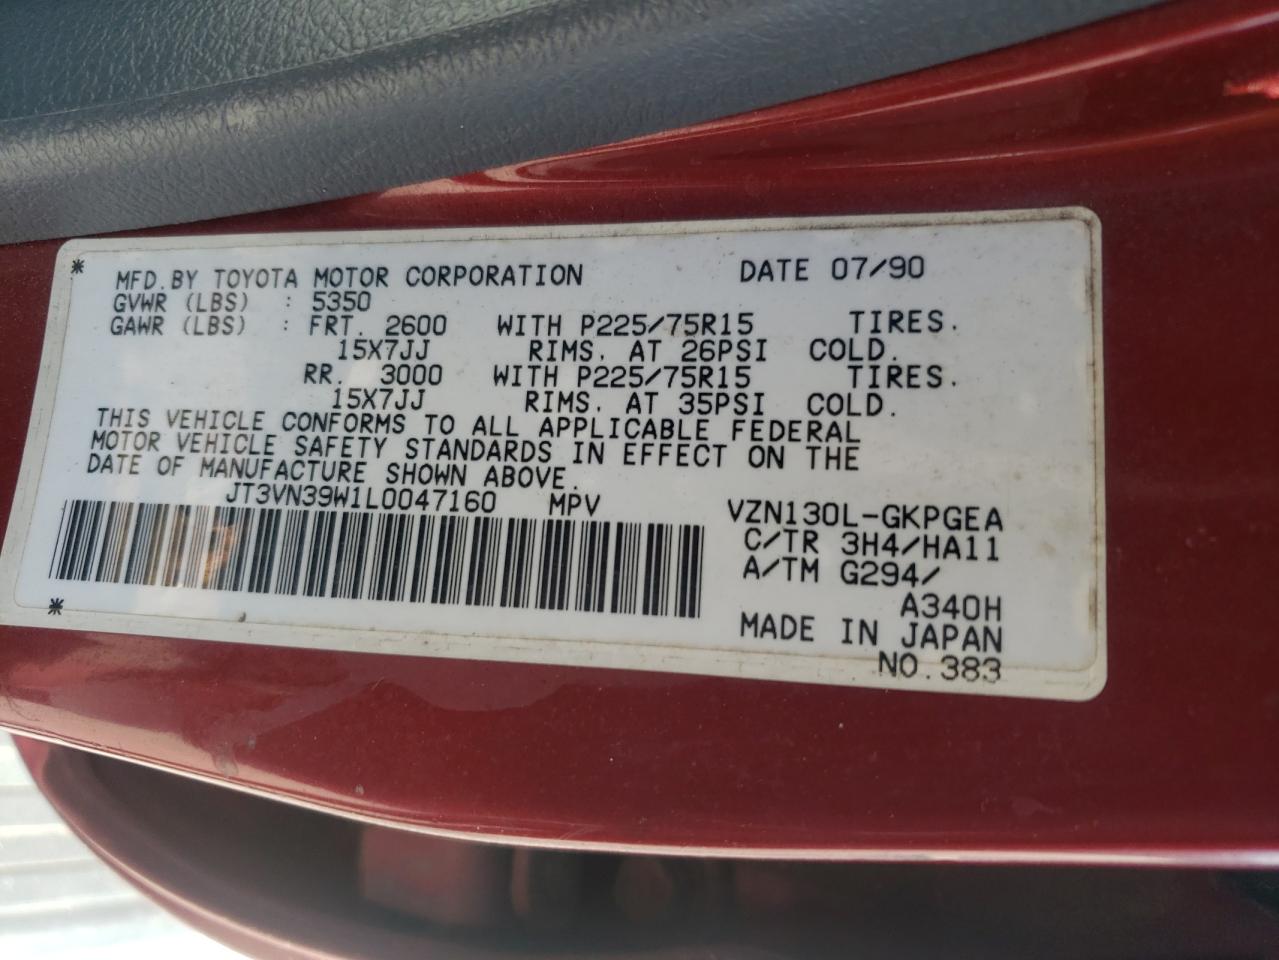 MFD. BY TOYOTA MOTOR CORPORATION DATE 07/90
GVWR (LBS) : 5350
GAWR (LBS) : FRT. 2600 WITH P225/75R15 TIRES.
15X7JJ RIMS. AT 26PSI COLD.
RR. 3000 WITH P225/75R15 TIRES.
15X7JJ RIMS. AT 35PSI COLD.
THIS VEHICLE CONFORMS TO ALL APPLICABLE FEDERAL
MOTOR VEHICLE SAFETY STANDARDS IN EFFECT ON THE
DATE OF MANUFACTURE SHOWN ABOVE.
JT3VN39W1L0047160 MPV
VZN130L-GKPGEA
C/TR 3H4/HA11
A/TM G294/
A340H
MADE IN JAPAN
NO.383